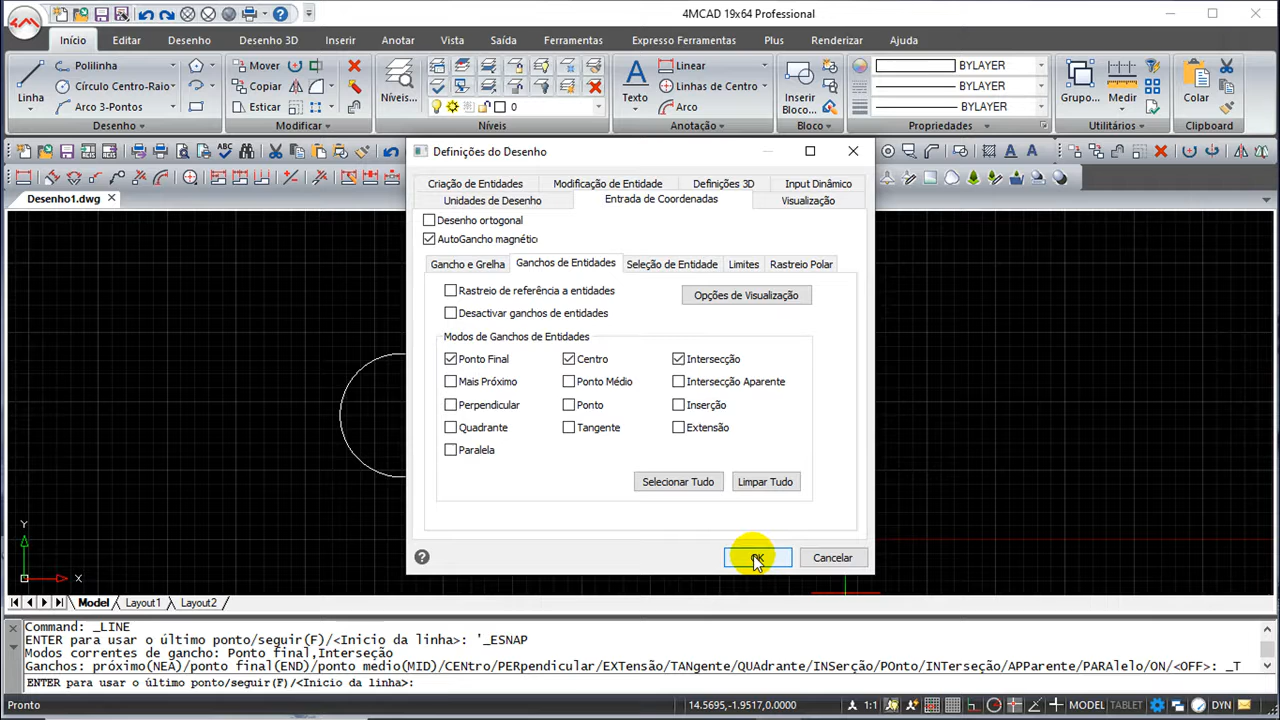 4MCAD 19x64 Professional
Início Editar Desenho Desenho 3D Inserir Anotar Vista Saída Ferramentas Expresso Ferramentas Plus Renderizar Ajuda
Linha
Polilinha
Círculo Centro-Rai
Arco 3-Pontos
Desenho
Mover
Copiar
Esticar
Modificar
Níveis...
0
Níveis
Texto
Linear
Linhas de Centro
Arco
Anotação
Inserir Bloco...
Bloco
BYLAYER
BYLAYER
BYLAYER
Propriedades
Grupo...
Medir
Utilitários
Colar
Clipboard
Desenho1.dwg
Definições do Desenho
Criação de Entidades Modificação de Entidade Definições 3D Input Dinâmico
Unidades de Desenho Entrada de Coordenadas Visualização
Desenho ortogonal
AutoGancho magnético
Gancho e Grelha Ganchos de Entidades Seleção de Entidade Limites Rastreio Polar
Rastreio de referência a entidades
Opções de Visualização
Desactivar ganchos de entidades
Modos de Ganchos de Entidades
Ponto Final Centro Intersecção
Mais Próximo Ponto Médio Intersecção Aparente
Perpendicular Ponto Inserção
Quadrante Tangente Extensão
Paralela
Selecionar Tudo Limpar Tudo
OK Cancelar
Y
X
Model Layout1 Layout2
Command: _LINE
ENTER para usar o último ponto/seguir(F)/<Inicio da linha>: '_ESNAP
Modos correntes de gancho: Ponto final,Interseção
Ganchos: próximo(NEA)/ponto final(END)/ponto medio(MID)/CENtro/PERpendicular/EXTensão/TANgente/QUAdrante/INSerção/POnto/INTerseção/APParente/PARAlelo/ON/<OFF>: _T
ENTER para usar o último ponto/seguir(F)/<Inicio da linha>:
Pronto
14.5695,-1.9517,0.0000 1:1 MODEL TABLET DYN